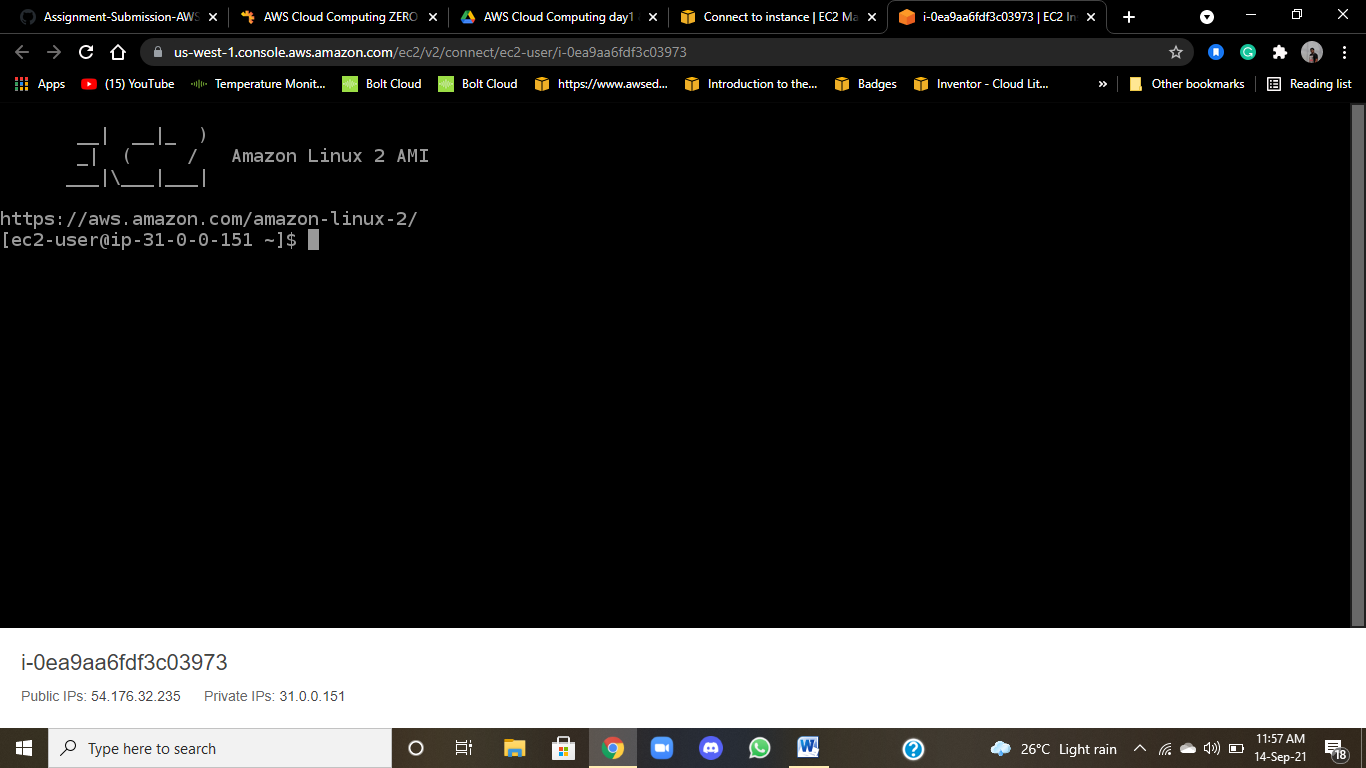 Assignment-Submission-AWS
AWS Cloud Computing ZERO
AWS Cloud Computing day1
Connect to instance | EC2 Ma
i-0ea9aa6fdf3c03973 | EC2 In
us-west-1.console.aws.amazon.com/ec2/v2/connect/ec2-user/i-0ea9aa6fdf3c03973
Apps
(15) YouTube
Temperature Monit...
Bolt Cloud
Bolt Cloud
https://www.awsed...
Introduction to the...
Badges
Inventor - Cloud Lit...
»
Other bookmarks
Reading list
__|  __|_  )
_|  (     /   Amazon Linux 2 AMI
___|\___|___|
https://aws.amazon.com/amazon-linux-2/
[ec2-user@ip-31-0-0-151 ~]$
i-0ea9aa6fdf3c03973
Public IPs: 54.176.32.235 Private IPs: 31.0.0.151
Type here to search
26°C Light rain
11:57 AM
14-Sep-21
18